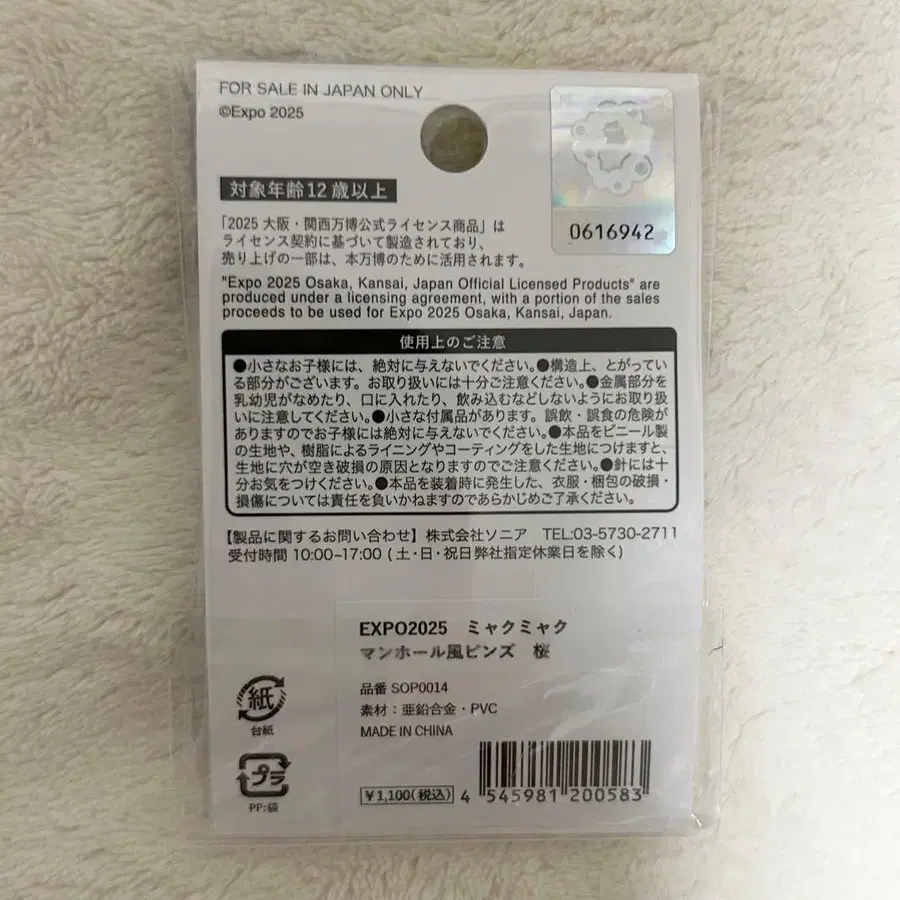 FOR SALE IN JAPAN ONLY
©Expo 2025
0616942
対象年齢12歳以上
「2025 大阪・関西万博公式ライセンス商品」は
ライセンス契約に基づいて製造されており、
売り上げの一部は、本万博のために活用されます。
"Expo 2025 Osaka, Kansai, Japan Official Licensed Products" are
produced under a licensing agreement, with a portion of the sales
proceeds to be used for Expo 2025 Osaka, Kansai, Japan.
使用上のご注意
●小さなお子様には、絶対に与えないでください。●構造上、とがってい
る部分がございます。お取り扱いには十分ご注意ください。●金属部分を
乳幼児がなめたり、口に入れたり、飲み込むなどしないようにお取り扱
いに注意してください。●小さな付属品があります。誤飲・誤食の危険が
ありますのでお子様には絶対に与えないでください。●本品をビニール製
の生地や、樹脂によるライニングやコーティングをした生地につけますと、
生地に穴が空き破損の原因となりますのでご注意ください。●針には十
分お気をつけください。●本品を装着時に発生した、衣服・梱包の破損・
損傷については責任を負いかねますのであらかじめご了承ください。
【製品に関するお問い合わせ】株式会社ソニア TEL:03-5730-2711
受付時間 10:00~17:00 (土・日・祝日弊社指定休業日を除く)
EXPO2025 ミャクミャク
マンホール風ピンズ 桜
品番 SOP0014
素材：亜鉛合金・PVC
MADE IN CHINA
紙
台紙
プラ
PP:袋
¥1,100(税込)
4 545981 200583